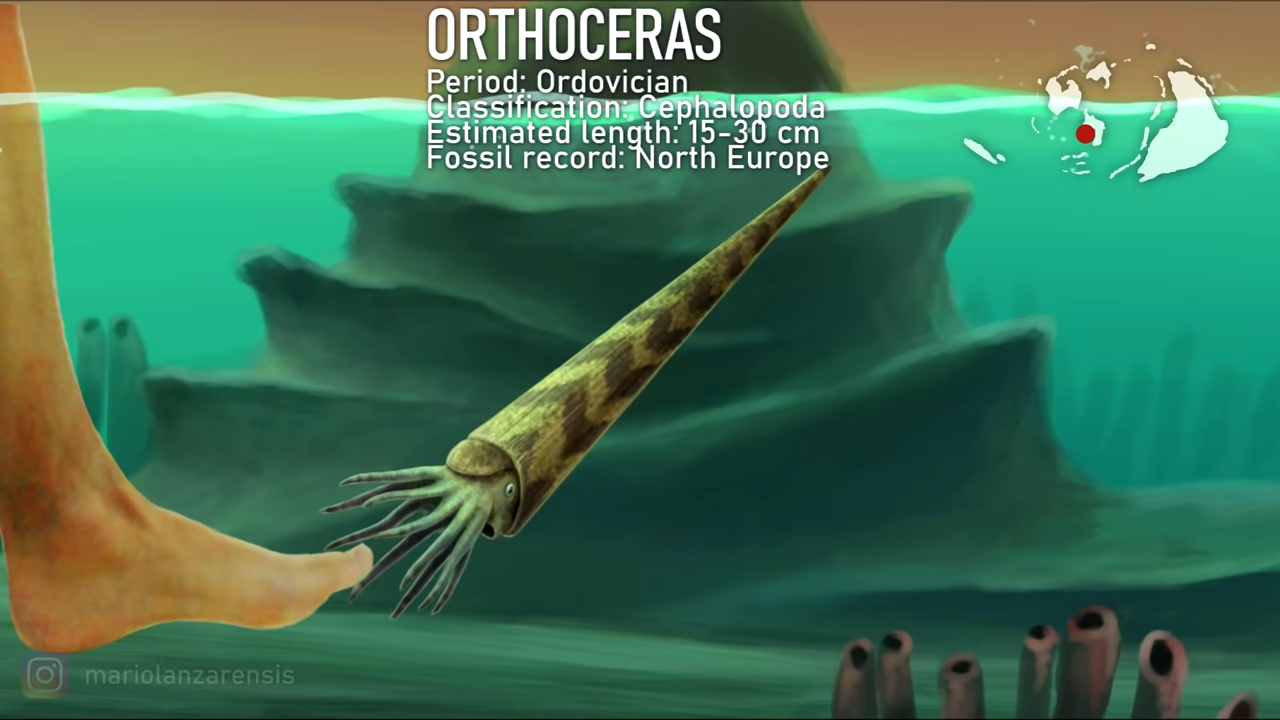 ORTHOCERAS
Period: Ordovician
Classification: Cephalopoda
Estimated length: 15-30 cm
Fossil record: North Europe
mariolanzarensis